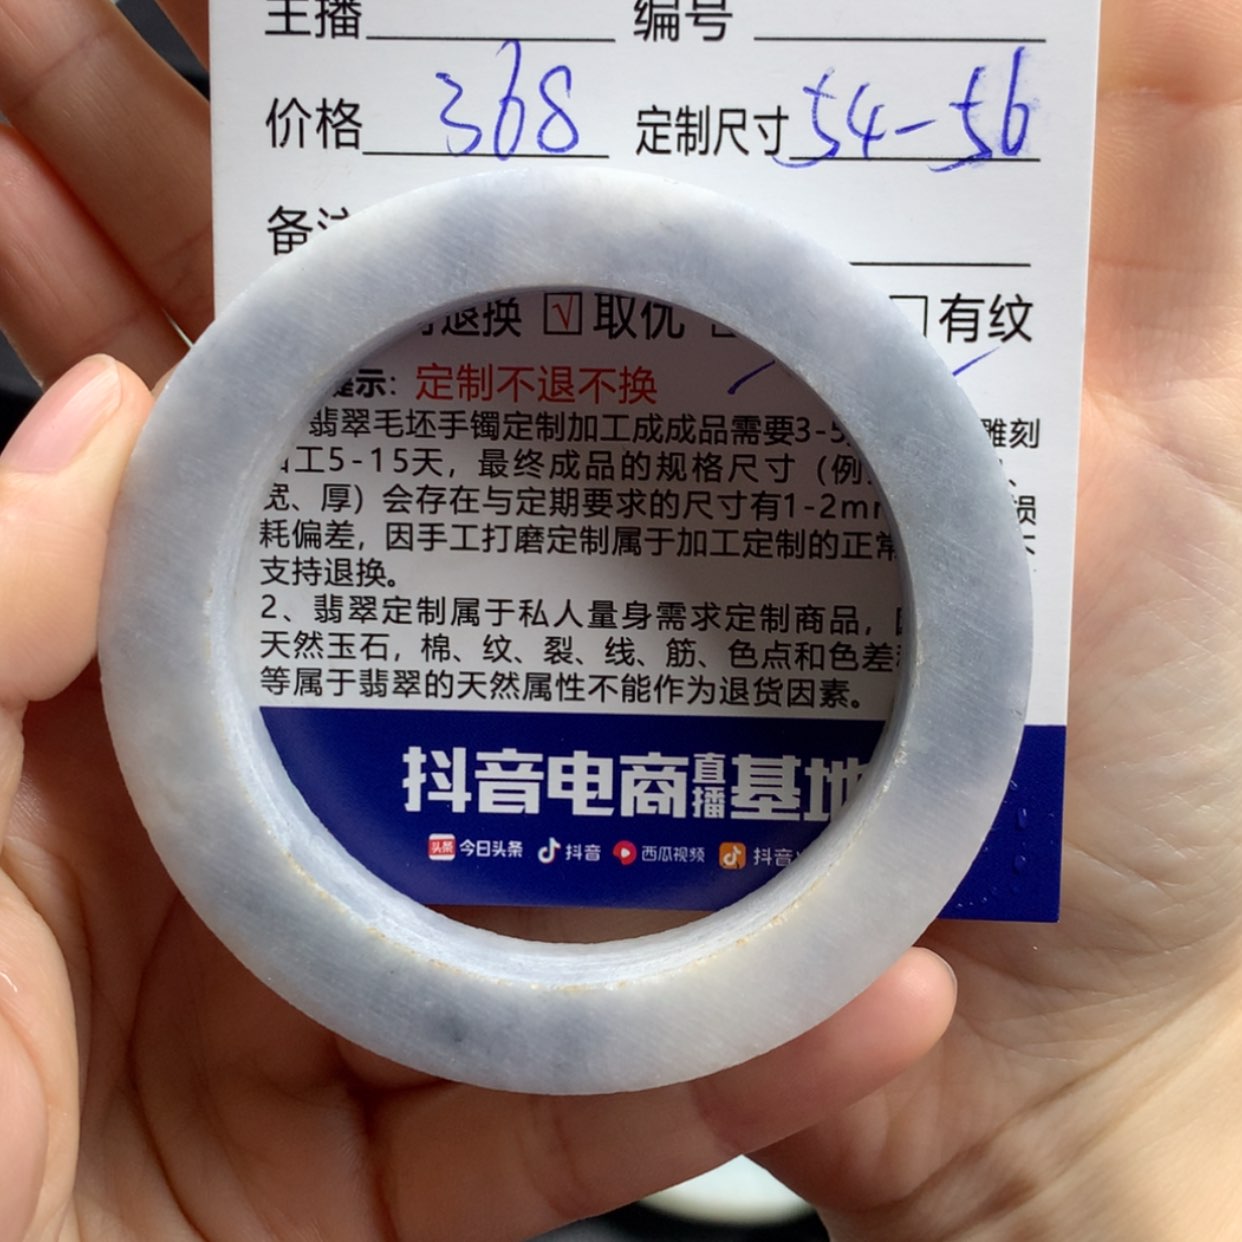 主播 编号
价格 368 定制尺寸 54-56
备注
退换 √ 取优 有纹
提示：定制不退不换
翡翠毛坯手镯定制加工成成品需要3-5 雕刻
工5-15天，最终成品的规格尺寸（例
宽、厚）会存在与定期要求的尺寸有1-2m 损
耗偏差，因手工打磨定制属于加工定制的正常 不
支持退换。
2、翡翠定制属于私人量身需求定制商品，
天然玉石，棉、纹、裂、线、筋、色点和色差
等属于翡翠的天然属性不能作为退货因素。
抖音电商直播基地
头条 今日头条 抖音 西瓜视频 抖音